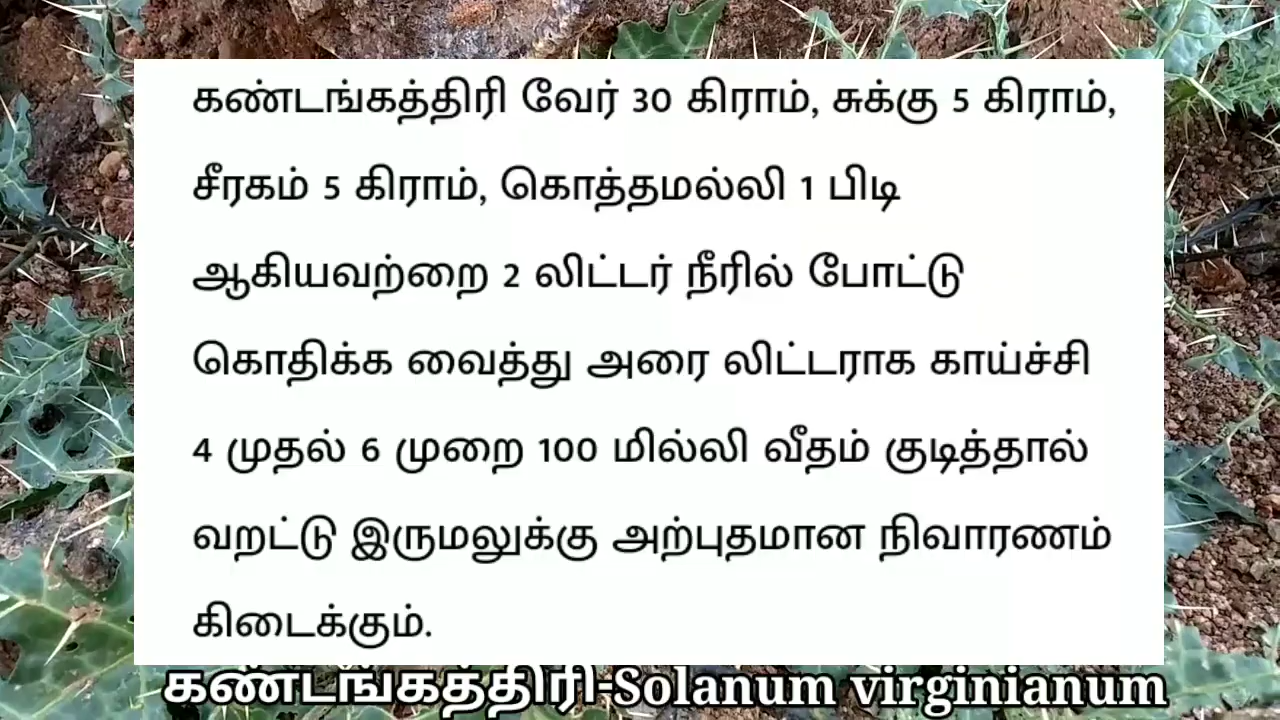 கண்டங்கத்திரி வேர் 30 கிராம், சுக்கு 5 கிராம்,
சீரகம் 5 கிராம், கொத்தமல்லி 1 பிடி
ஆகியவற்றை 2 லிட்டர் நீரில் போட்டு
கொதிக்க வைத்து அரை லிட்டராக காய்ச்சி
4 முதல் 6 முறை 100 மில்லி வீதம் குடித்தால்
வறட்டு இருமலுக்கு அற்புதமான நிவாரணம்
கிடைக்கும்.
கண்டங்கத்திரி-Solanum virginianum